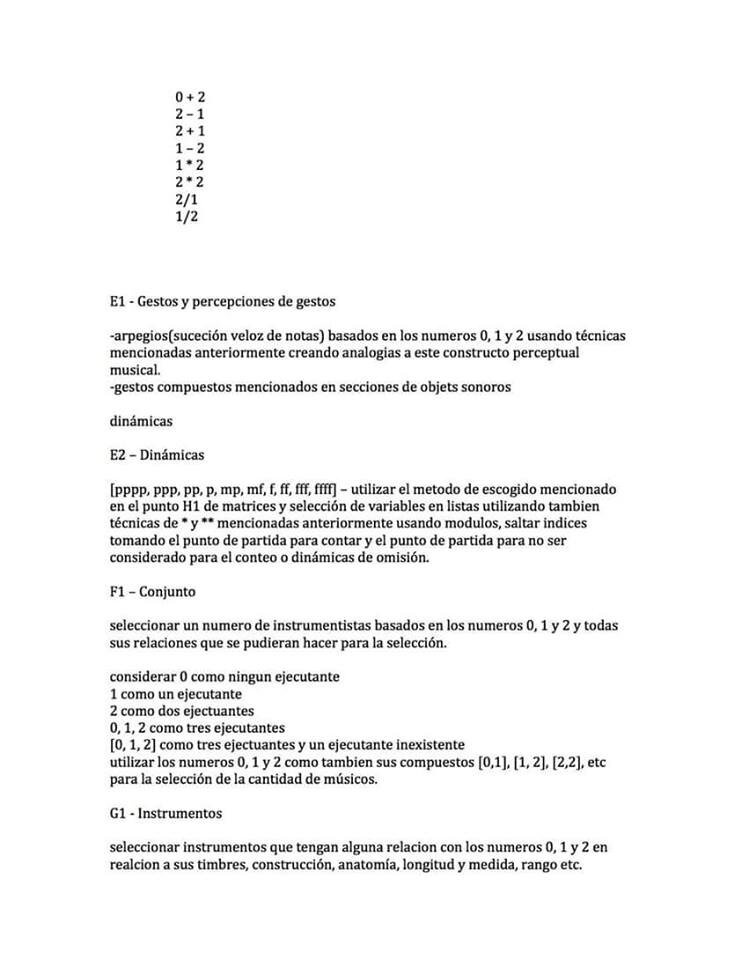 0 + 2
2 – 1
2 + 1
1 – 2
1 * 2
2 * 2
2/1
1/2
E1 - Gestos y percepciones de gestos
-arpegios(suceción veloz de notas) basados en los numeros 0, 1 y 2 usando técnicas
mencionadas anteriormente creando analogias a este constructo perceptual
musical.
-gestos compuestos mencionados en secciones de objets sonoros
dinámicas
E2 – Dinámicas
[pppp, ppp, pp, p, mp, mf, f, ff, fff, ffff] – utilizar el metodo de escogido mencionado
en el punto H1 de matrices y selección de variables en listas utilizando tambien
técnicas de * y ** mencionadas anteriormente usando modulos, saltar indices
tomando el punto de partida para contar y el punto de partida para no ser
considerado para el conteo o dinámicas de omisión.
F1 – Conjunto
seleccionar un numero de instrumentistas basados en los numeros 0, 1 y 2 y todas
sus relaciones que se pudieran hacer para la selección.
considerar 0 como ningun ejecutante
1 como un ejecutante
2 como dos ejectuantes
0, 1, 2 como tres ejecutantes
[0, 1, 2] como tres ejectuantes y un ejecutante inexistente
utilizar los numeros 0, 1 y 2 como tambien sus compuestos [0,1], [1, 2], [2,2], etc
para la selección de la cantidad de músicos.
G1 - Instrumentos
seleccionar instrumentos que tengan alguna relacion con los numeros 0, 1 y 2 en
realcion a sus timbres, construcción, anatomía, longitud y medida, rango etc.